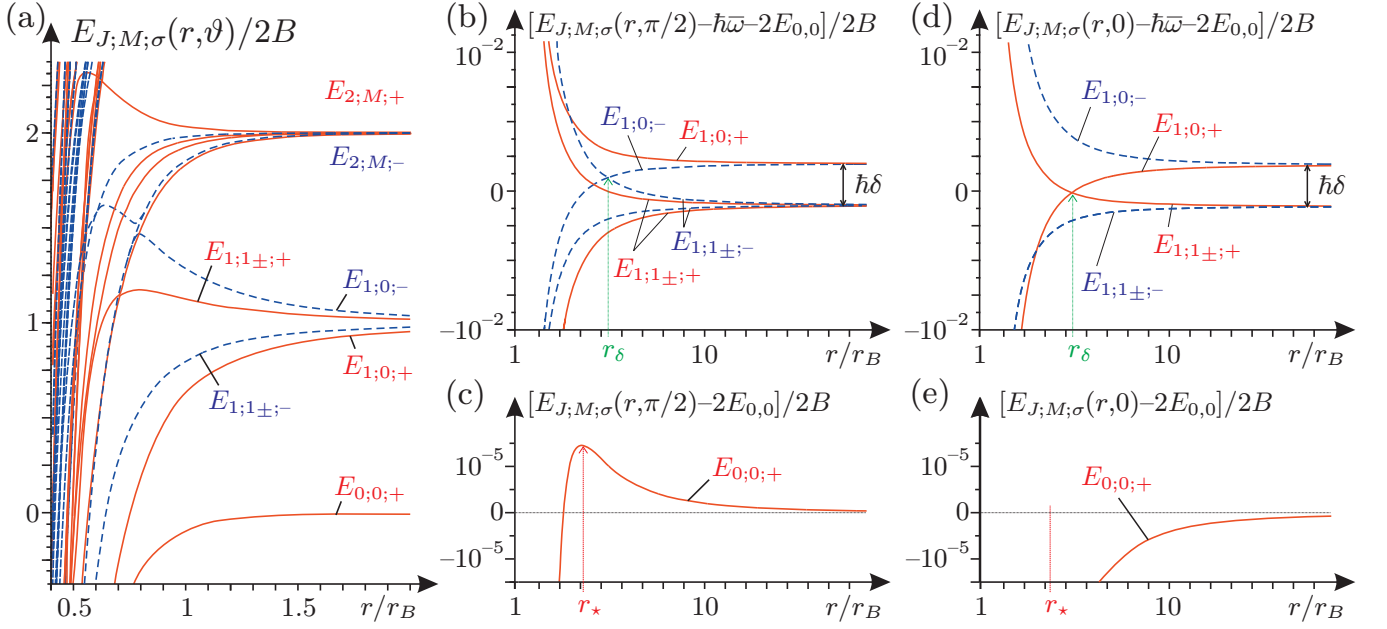 (a) E_{J;M;σ}(r,ϑ)/2B
2
1
0
E_{2;M;+}
E_{2;M;-}
E_{1;1±;+}
E_{1;0;-}
E_{1;0;+}
E_{1;1±;-}
E_{0;0;+}
0.5 1 1.5 r/r_B
(b) [E_{J;M;σ}(r,π/2)–ħω̅–2E_{0,0}]/2B
10^{-2}
0
−10^{-2}
E_{1;0;-}
E_{1;0;+}
ħδ
E_{1;1±;-}
E_{1;1±;+}
1 r_δ 10 r/r_B
(c) [E_{J;M;σ}(r,π/2)–2E_{0,0}]/2B
10^{-5}
0
−10^{-5}
E_{0;0;+}
1 r_⋆ 10 r/r_B
(d) [E_{J;M;σ}(r,0)–ħω̅–2E_{0,0}]/2B
10^{-2}
0
−10^{-2}
E_{1;0;-}
E_{1;0;+}
ħδ
E_{1;1±;+}
E_{1;1±;-}
1 r_δ 10 r/r_B
(e) [E_{J;M;σ}(r,0)–2E_{0,0}]/2B
10^{-5}
0
−10^{-5}
E_{0;0;+}
1 r_⋆ 10 r/r_B